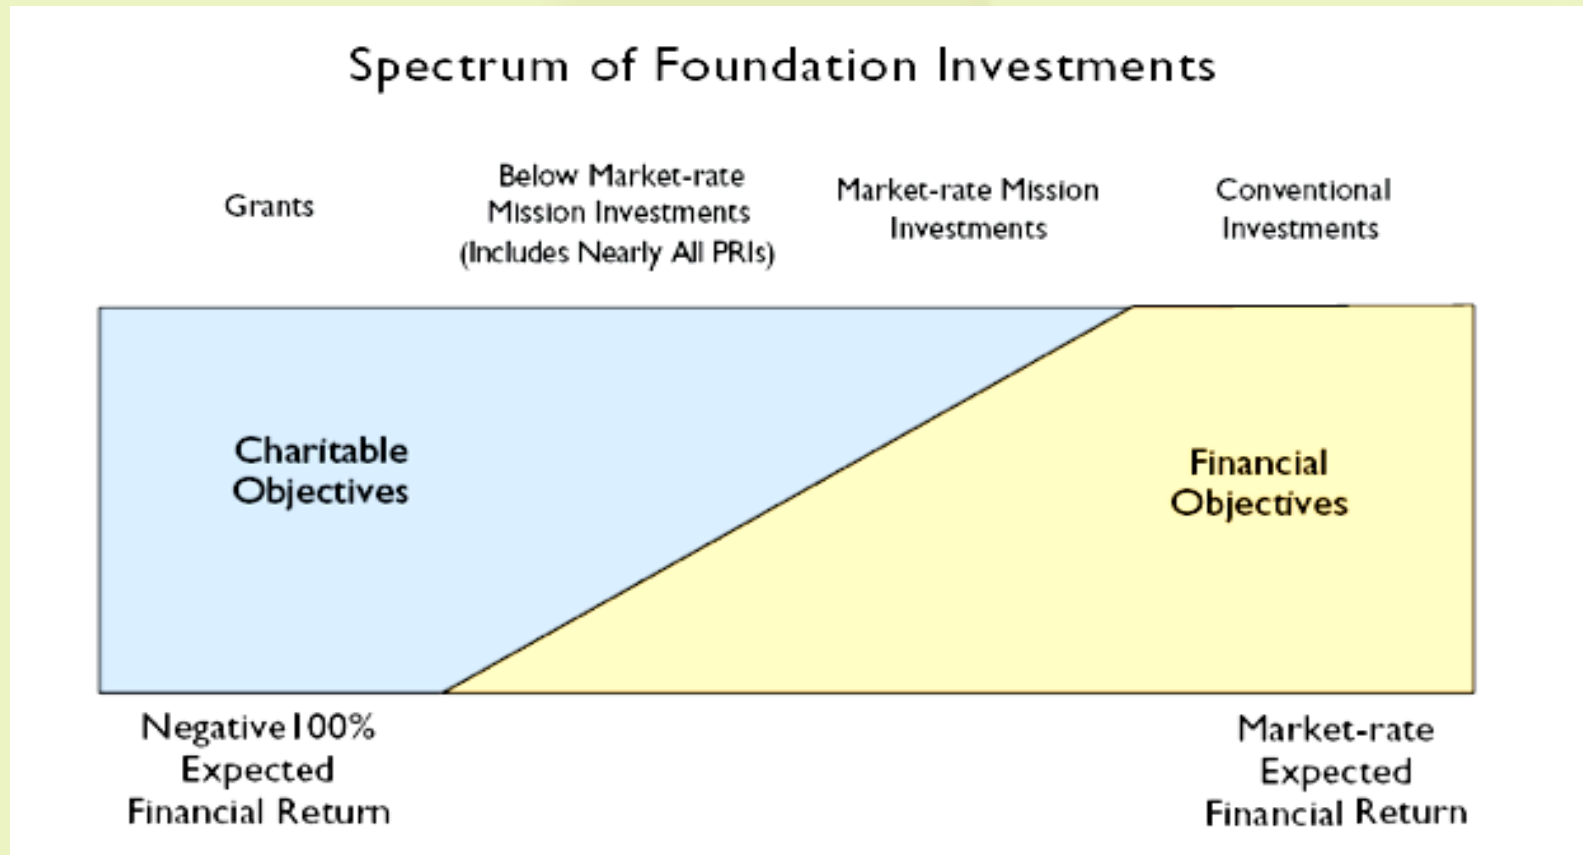 Spectrum of Foundation Investments
Grants
Below Market-rate
Mission Investments
(Includes Nearly All PRIs)
Market-rate Mission
Investments
Conventional
Investments
Charitable
Objectives
Financial
Objectives
Negative100%
Expected
Financial Return
Market-rate
Expected
Financial Return